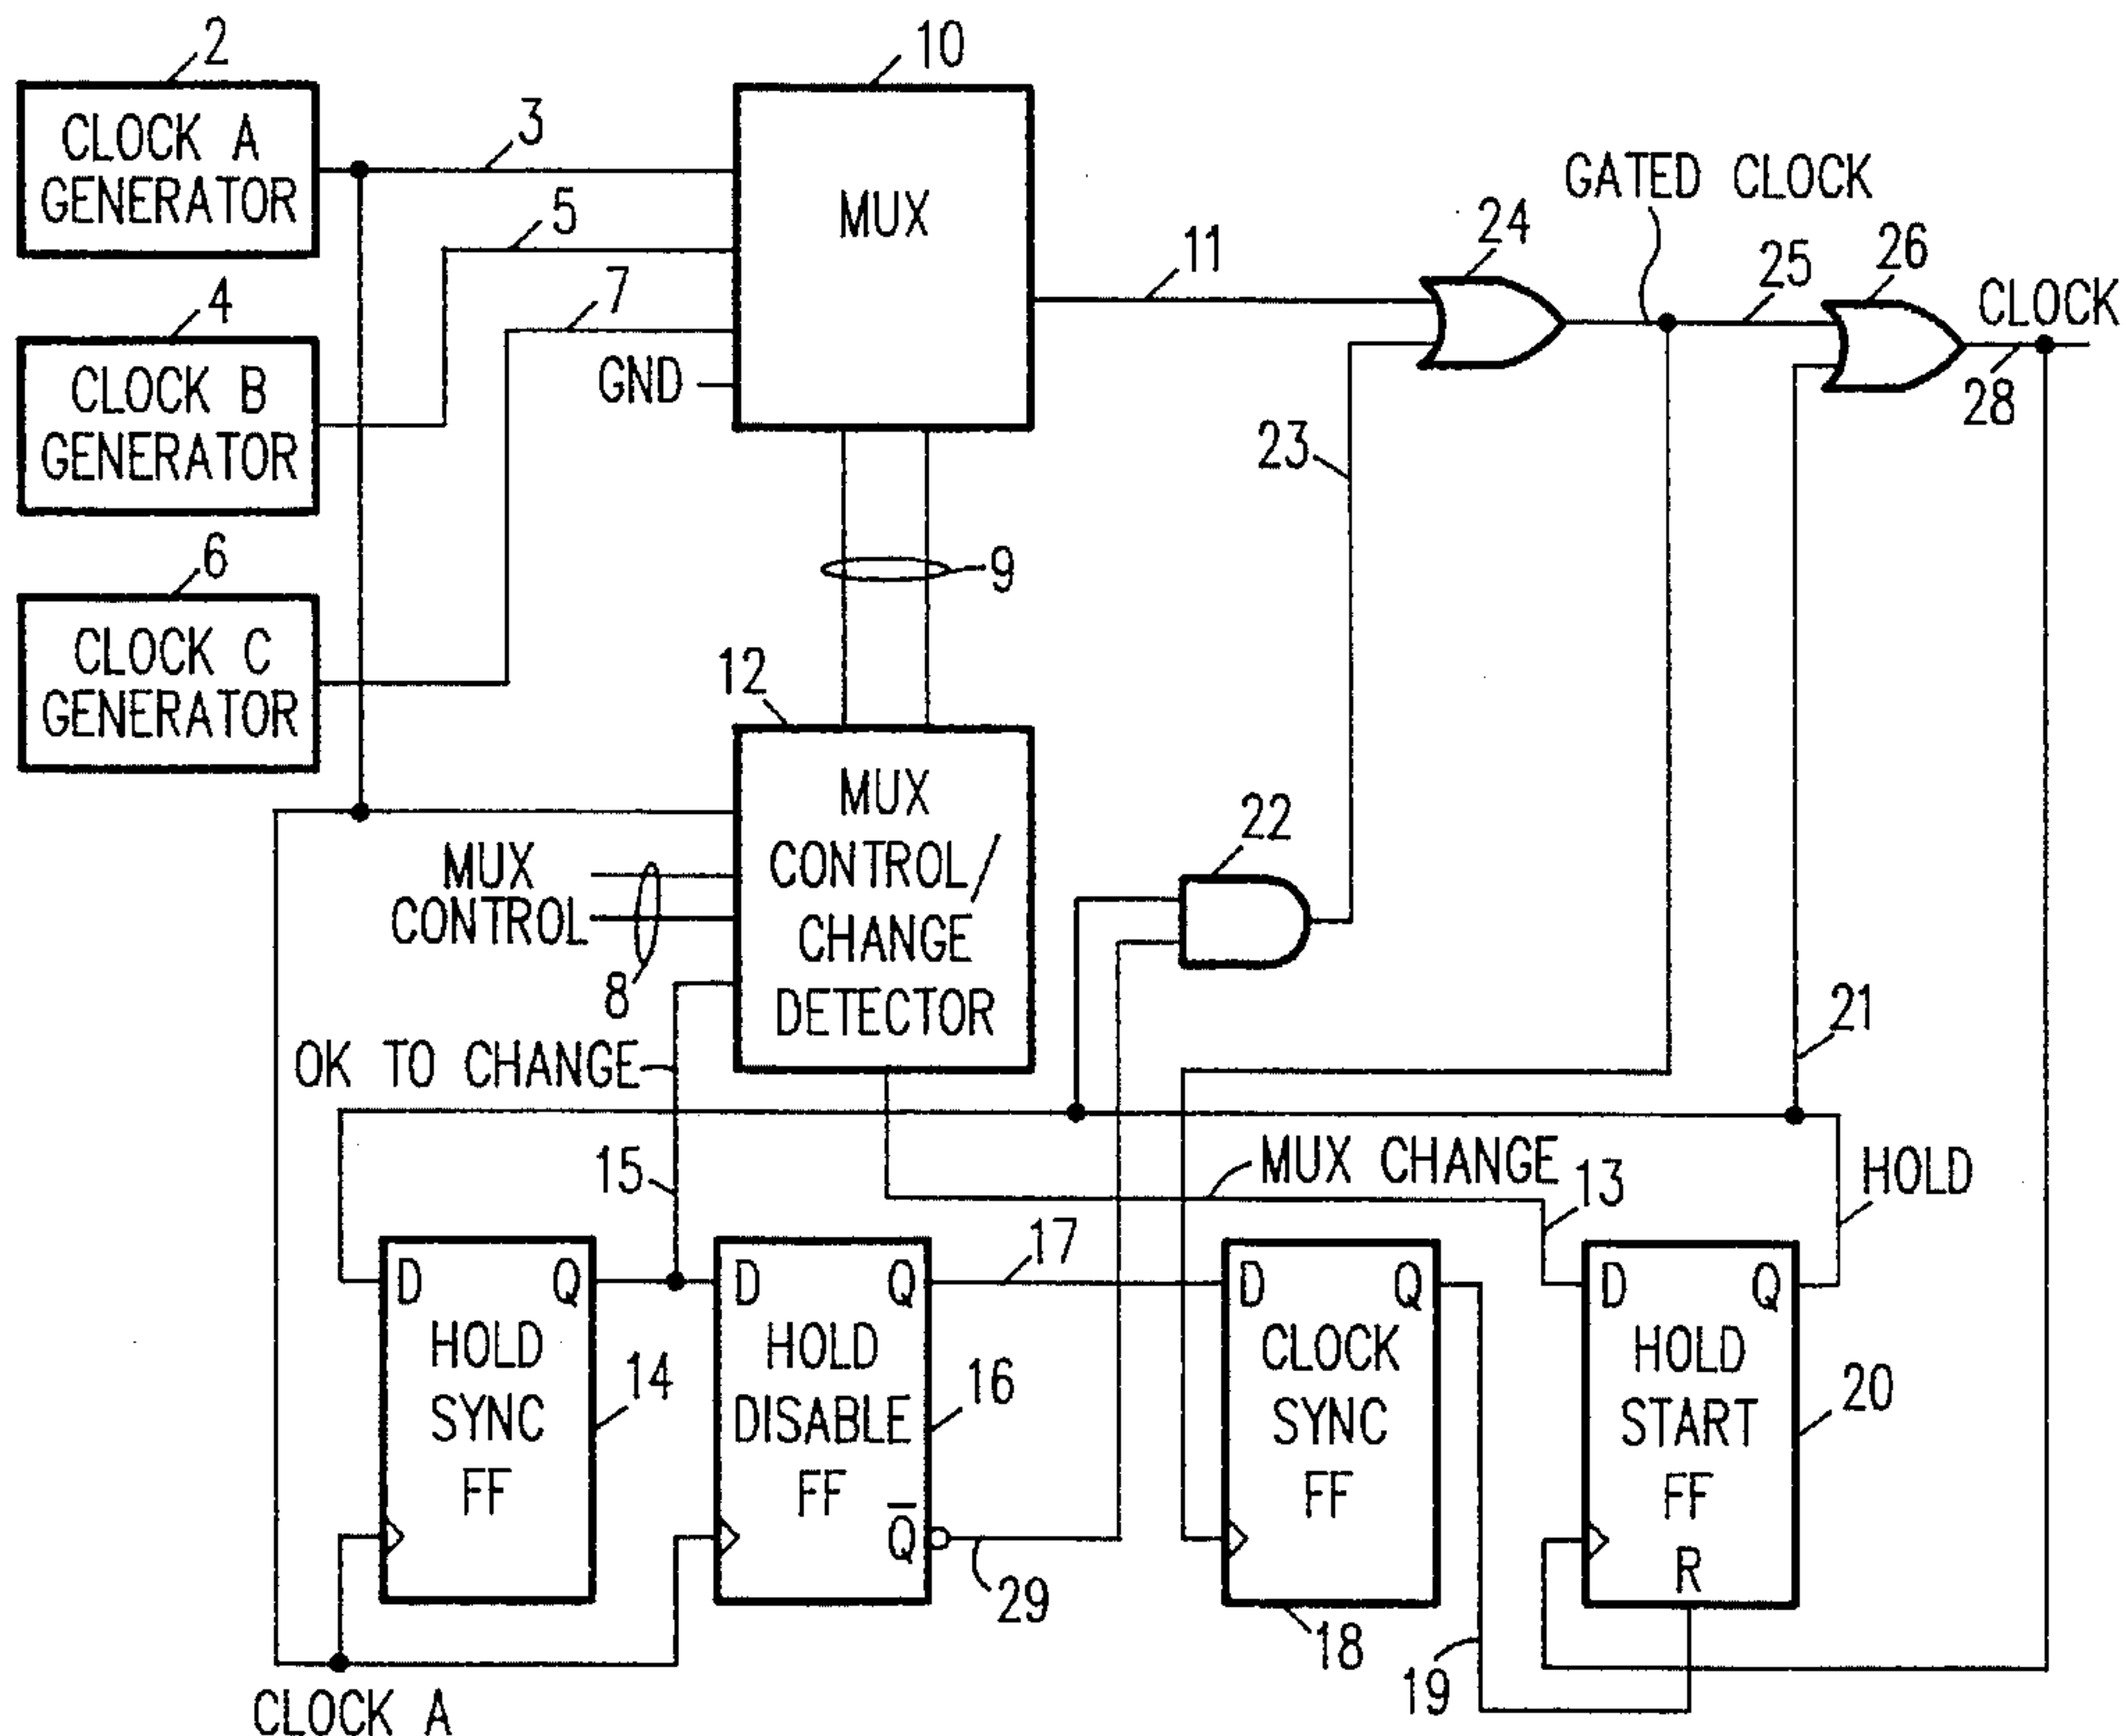 2
CLOCK A
GENERATOR
3
10
MUX
5
4
CLOCK B
GENERATOR
7
GND
11
24
GATED CLOCK
25
26
CLOCK
28
23
6
CLOCK C
GENERATOR
9
12
MUX
CONTROL/
CHANGE
DETECTOR
MUX
CONTROL
8
22
21
OK TO CHANGE
15
MUX CHANGE
13
HOLD
D Q
HOLD
SYNC
FF
14
D Q
HOLD
DISABLE
FF
Q̅
16
17
29
D Q
CLOCK
SYNC
FF
18
19
D Q
HOLD
START
FF
R
20
CLOCK A